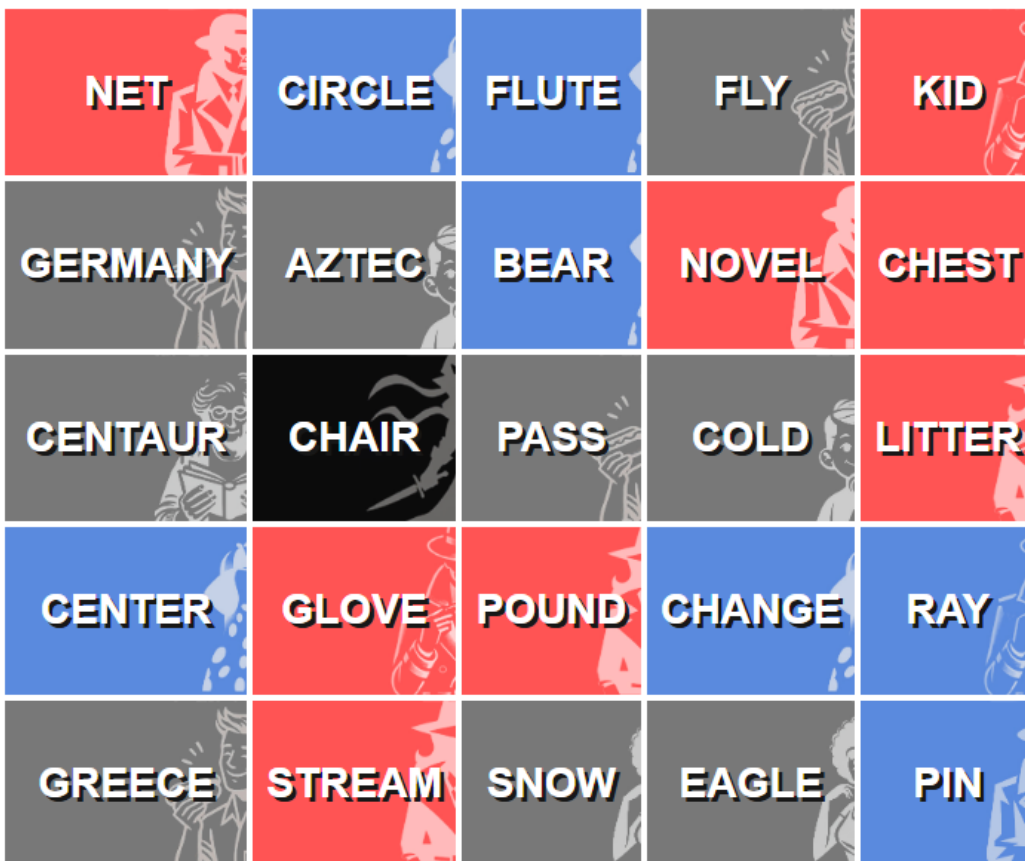 NET CIRCLE FLUTE FLY KID
GERMANY AZTEC BEAR NOVEL CHEST
CENTAUR CHAIR PASS COLD LITTER
CENTER GLOVE POUND CHANGE RAY
GREECE STREAM SNOW EAGLE PIN